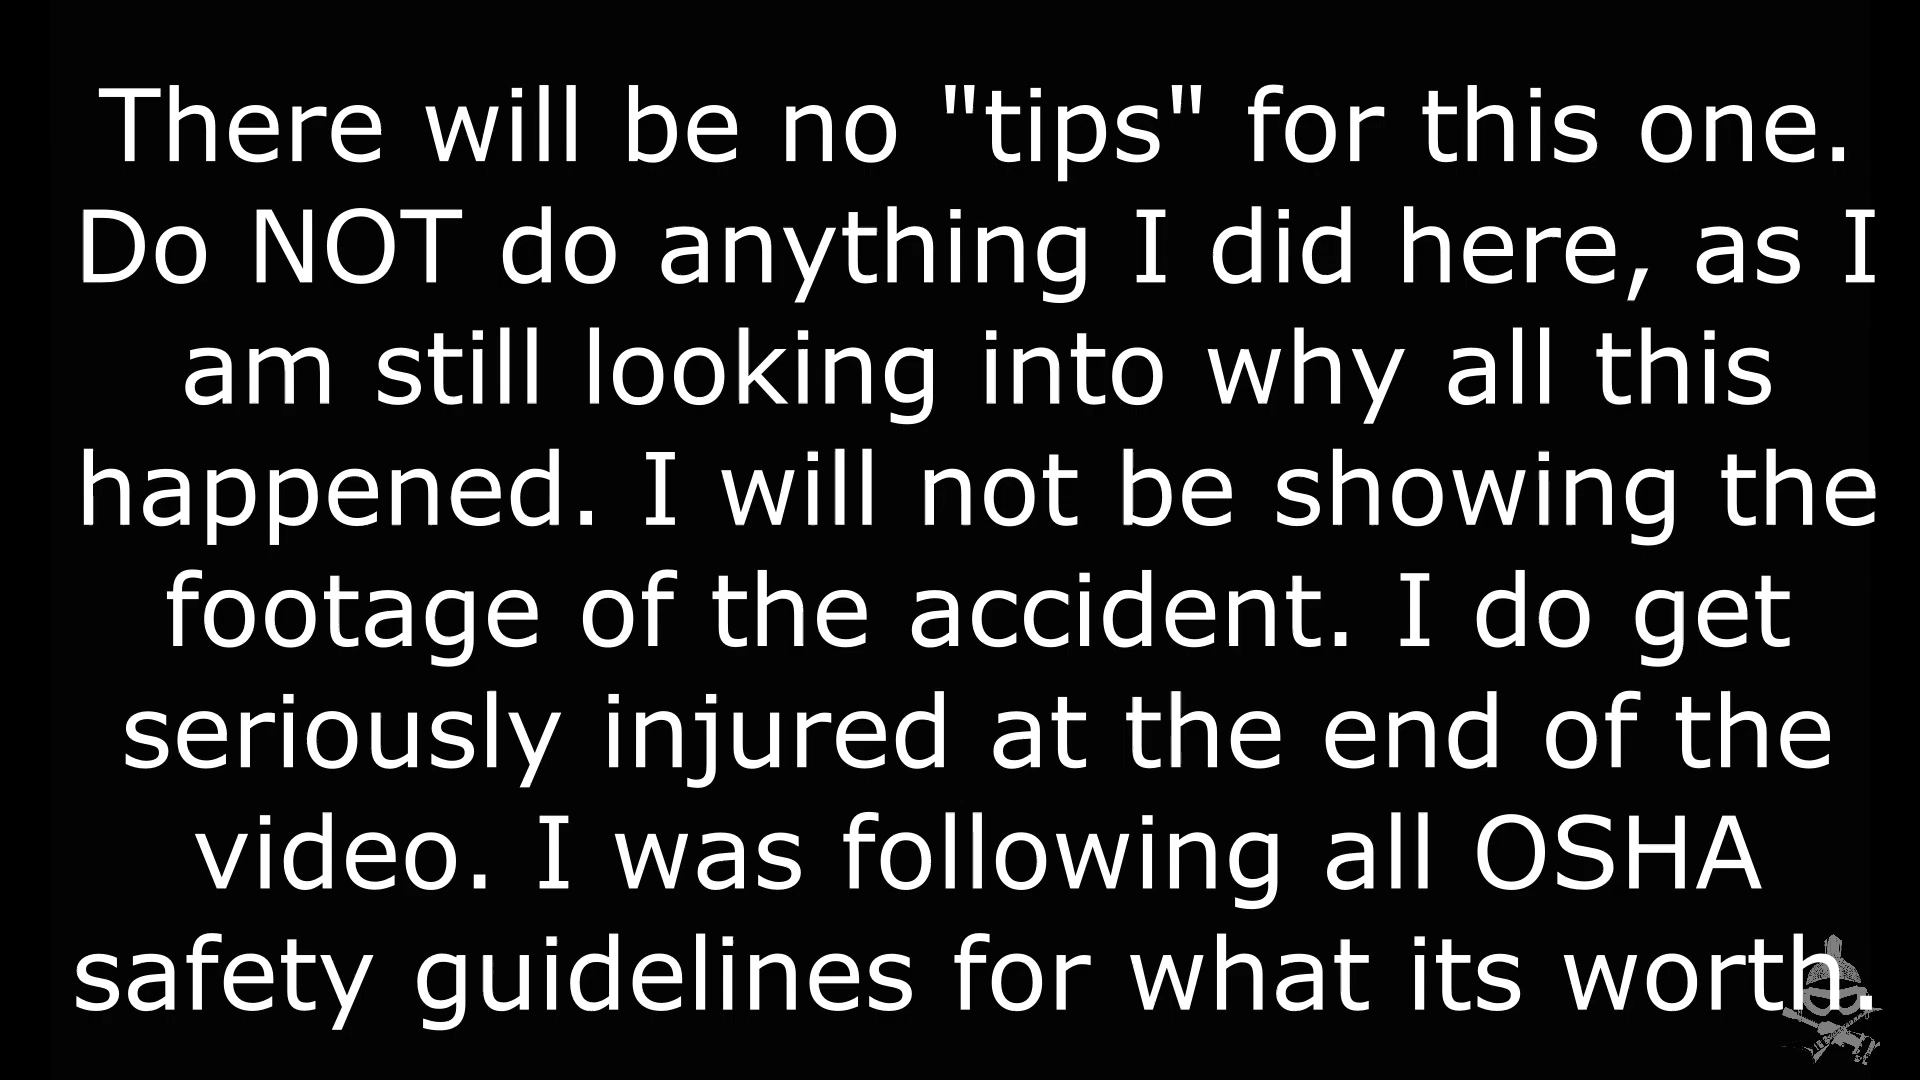 There will be no "tips" for this one.
Do NOT do anything I did here, as I
am still looking into why all this
happened. I will not be showing the
footage of the accident. I do get
seriously injured at the end of the
video. I was following all OSHA
safety guidelines for what its worth.